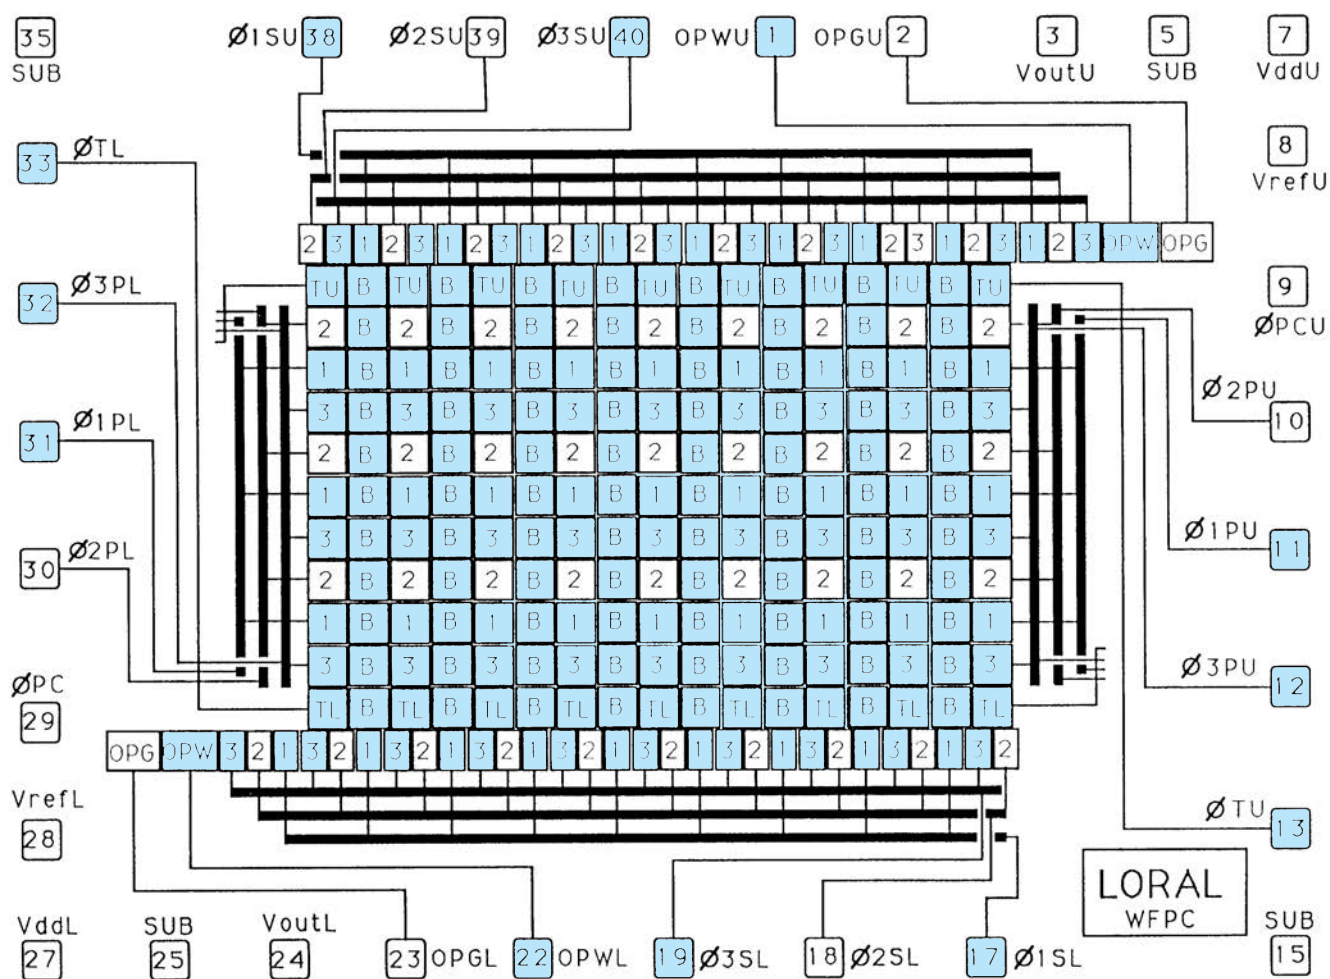 35 Ø1SU 38 Ø2SU 39 Ø3SU 40 OPWU 1 OPGU 2 3 5 7
SUB VoutU SUB VddU
33 ØTL 8
VrefU
2 3 1 2 3 1 2 3 1 2 3 1 2 3 1 2 3 1 2 3 1 2 3 1 2 3 1 2 3 OPW OPG
32 Ø3PL TU B TU B TU B TU B TU B TU B TU B TU B TU 9
2 B 2 B 2 B 2 B 2 B 2 B 2 B 2 B 2 ØPCU
1 B 1 B 1 B 1 B 1 B 1 B 1 B 1 B 1
3 B 3 B 3 B 3 B 3 B 3 B 3 B 3 B 3 Ø2PU 10
31 Ø1PL 2 B 2 B 2 B 2 B 2 B 2 B 2 B 2 B 2
1 B 1 B 1 B 1 B 1 B 1 B 1 B 1 B 1
3 B 3 B 3 B 3 B 3 B 3 B 3 B 3 B 3 Ø1PU 11
30 Ø2PL 2 B 2 B 2 B 2 B 2 B 2 B 2 B 2 B 2
1 B 1 B 1 B 1 B 1 B 1 B 1 B 1 B 1
3 B 3 B 3 B 3 B 3 B 3 B 3 B 3 B 3 Ø3PU 12
ØPC
29 TL B TL B TL B TL B TL B TL B TL B TL B TL
OPG OPW 3 2 1 3 2 1 3 2 1 3 2 1 3 2 1 3 2 1 3 2 1 3 2 1 3 2 1 3 2
VrefL
28 ØTU 13
LORAL
WFPC
VddL SUB VoutL SUB
27 25 24 23 OPGL 22 OPWL 19 Ø3SL 18 Ø2SL 17 Ø1SL 15